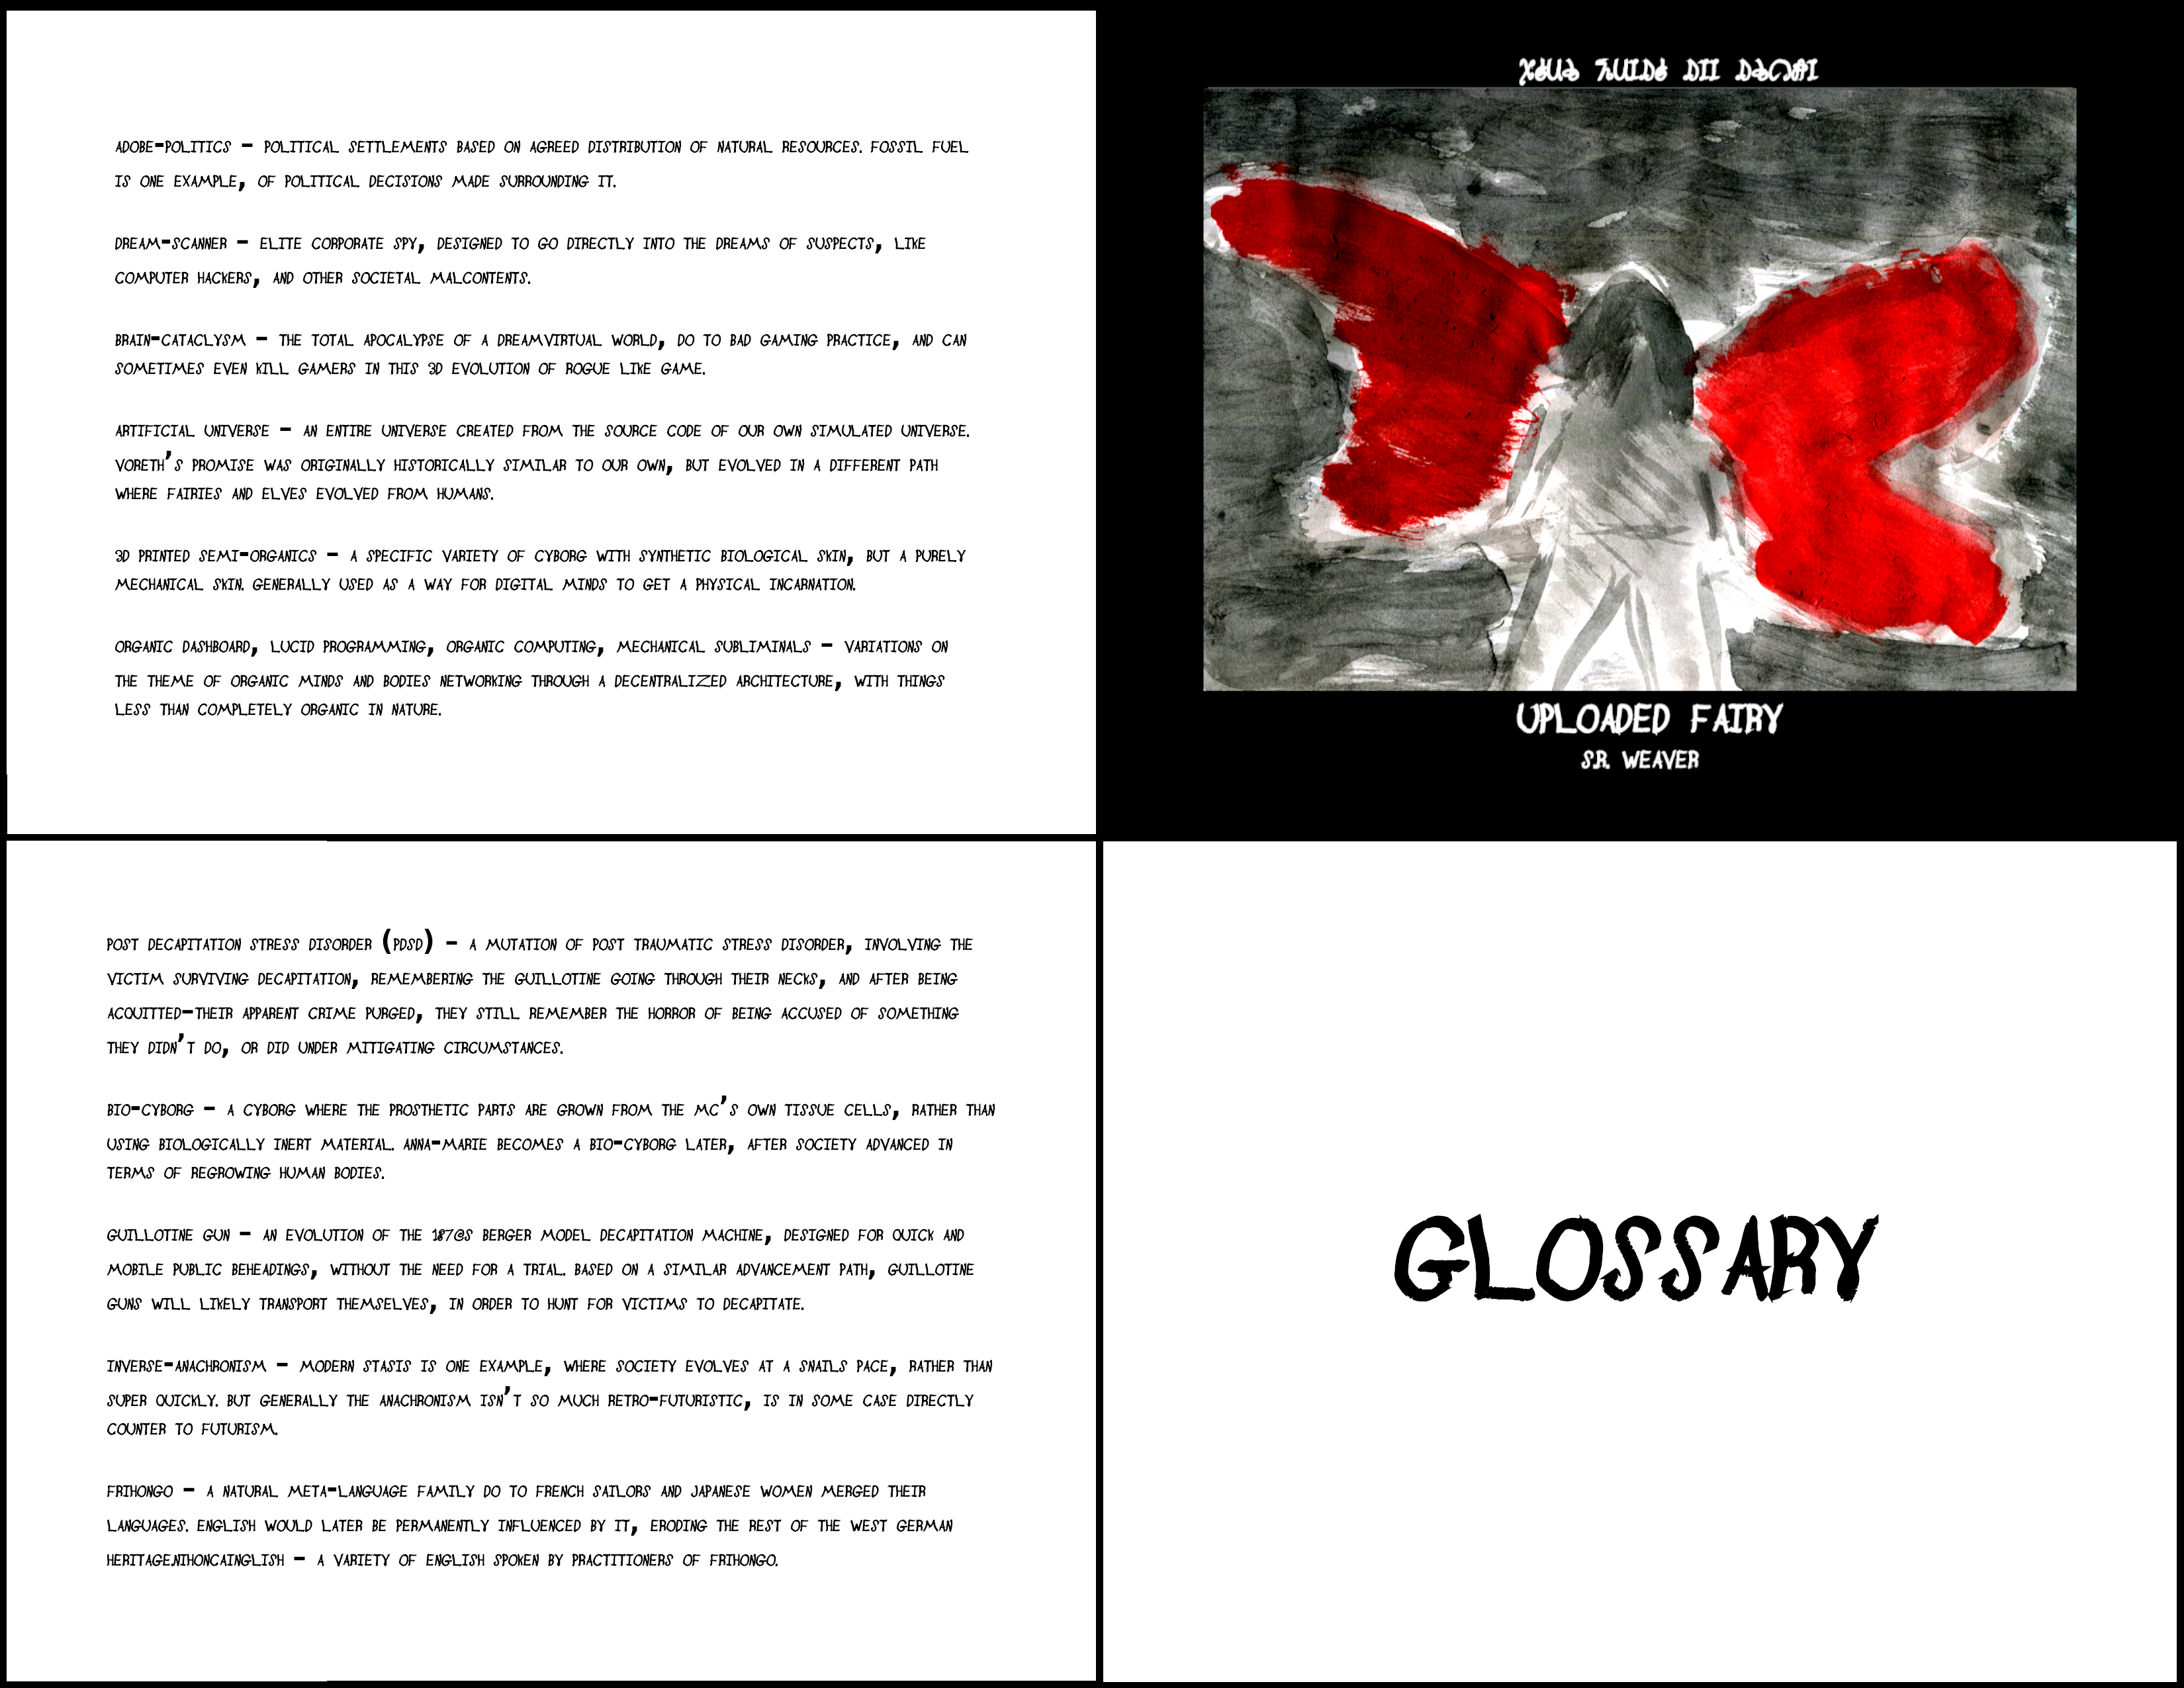 ADOBE-POLITICS - POLITICAL SETTLEMENTS BASED ON AGREED DISTRIBUTION OF NATURAL RESOURCES. FOSSIL FUEL
IS ONE EXAMPLE, OF POLITICAL DECISIONS MADE SURROUNDING IT.
DREAM-SCANNER - ELITE CORPORATE SPY, DESIGNED TO GO DIRECTLY INTO THE DREAMS OF SUSPECTS, LIKE
COMPUTER HACKERS, AND OTHER SOCIETAL MALCONTENTS.
BRAIN-CATACLYSM - THE TOTAL APOCALYPSE OF A DREAMVIRTUAL WORLD, DO TO BAD GAMING PRACTICE, AND CAN
SOMETIMES EVEN KILL GAMERS IN THIS 3D EVOLUTION OF ROGUE LIKE GAME.
ARTIFICIAL UNIVERSE - AN ENTIRE UNIVERSE CREATED FROM THE SOURCE CODE OF OUR OWN SIMULATED UNIVERSE.
VORETH'S PROMISE WAS ORIGINALLY HISTORICALLY SIMILAR TO OUR OWN, BUT EVOLVED IN A DIFFERENT PATH
WHERE FAIRIES AND ELVES EVOLVED FROM HUMANS.
3D PRINTED SEMI-ORGANICS - A SPECIFIC VARIETY OF CYBORG WITH SYNTHETIC BIOLOGICAL SKIN, BUT A PURELY
MECHANICAL SKIN. GENERALLY USED AS A WAY FOR DIGITAL MINDS TO GET A PHYSICAL INCARNATION.
ORGANIC DASHBOARD, LUCID PROGRAMMING, ORGANIC COMPUTING, MECHANICAL SUBLIMINALS - VARIATIONS ON
THE THEME OF ORGANIC MINDS AND BODIES NETWORKING THROUGH A DECENTRALIZED ARCHITECTURE, WITH THINGS
LESS THAN COMPLETELY ORGANIC IN NATURE.
UPLOADED FAIRY
S.R. WEAVER
POST DECAPITATION STRESS DISORDER (PDSD) - A MUTATION OF POST TRAUMATIC STRESS DISORDER, INVOLVING THE
VICTIM SURVIVING DECAPITATION, REMEMBERING THE GUILLOTINE GOING THROUGH THEIR NECKS, AND AFTER BEING
ACQUITTED-THEIR APPARENT CRIME PURGED, THEY STILL REMEMBER THE HORROR OF BEING ACCUSED OF SOMETHING
THEY DIDN'T DO, OR DID UNDER MITIGATING CIRCUMSTANCES.
BIO-CYBORG - A CYBORG WHERE THE PROSTHETIC PARTS ARE GROWN FROM THE MC'S OWN TISSUE CELLS, RATHER THAN
USING BIOLOGICALLY INERT MATERIAL. ANNA-MARIE BECOMES A BIO-CYBORG LATER, AFTER SOCIETY ADVANCED IN
TERMS OF REGROWING HUMAN BODIES.
GUILLOTINE GUN - AN EVOLUTION OF THE 1870S BERGER MODEL DECAPITATION MACHINE, DESIGNED FOR QUICK AND
MOBILE PUBLIC BEHEADINGS, WITHOUT THE NEED FOR A TRIAL. BASED ON A SIMILAR ADVANCEMENT PATH, GUILLOTINE
GUNS WILL LIKELY TRANSPORT THEMSELVES, IN ORDER TO HUNT FOR VICTIMS TO DECAPITATE.
INVERSE-ANACHRONISM - MODERN STASIS IS ONE EXAMPLE, WHERE SOCIETY EVOLVES AT A SNAILS PACE, RATHER THAN
SUPER QUICKLY. BUT GENERALLY THE ANACHRONISM ISN'T SO MUCH RETRO-FUTURISTIC, IS IN SOME CASE DIRECTLY
COUNTER TO FUTURISM.
FRIHONGO - A NATURAL META-LANGUAGE FAMILY DO TO FRENCH SAILORS AND JAPANESE WOMEN MERGED THEIR
LANGUAGES. ENGLISH WOULD LATER BE PERMANENTLY INFLUENCED BY IT, ERODING THE REST OF THE WEST GERMAN
HERITAGE.NIHONCAINGLISH - A VARIETY OF ENGLISH SPOKEN BY PRACTITIONERS OF FRIHONGO.
GLOSSARY